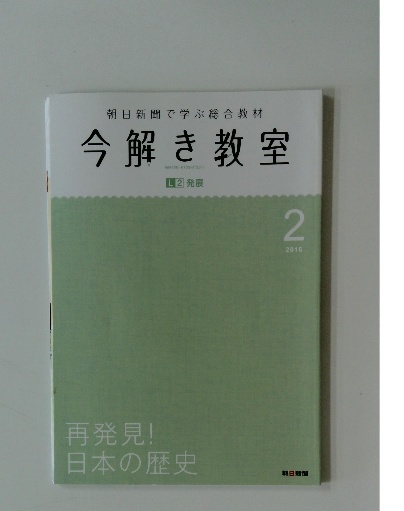 朝日新聞で学ぶ総合教材
今解き教室
L2発展
2
2016
再発見!
日本の歴史
朝日新聞